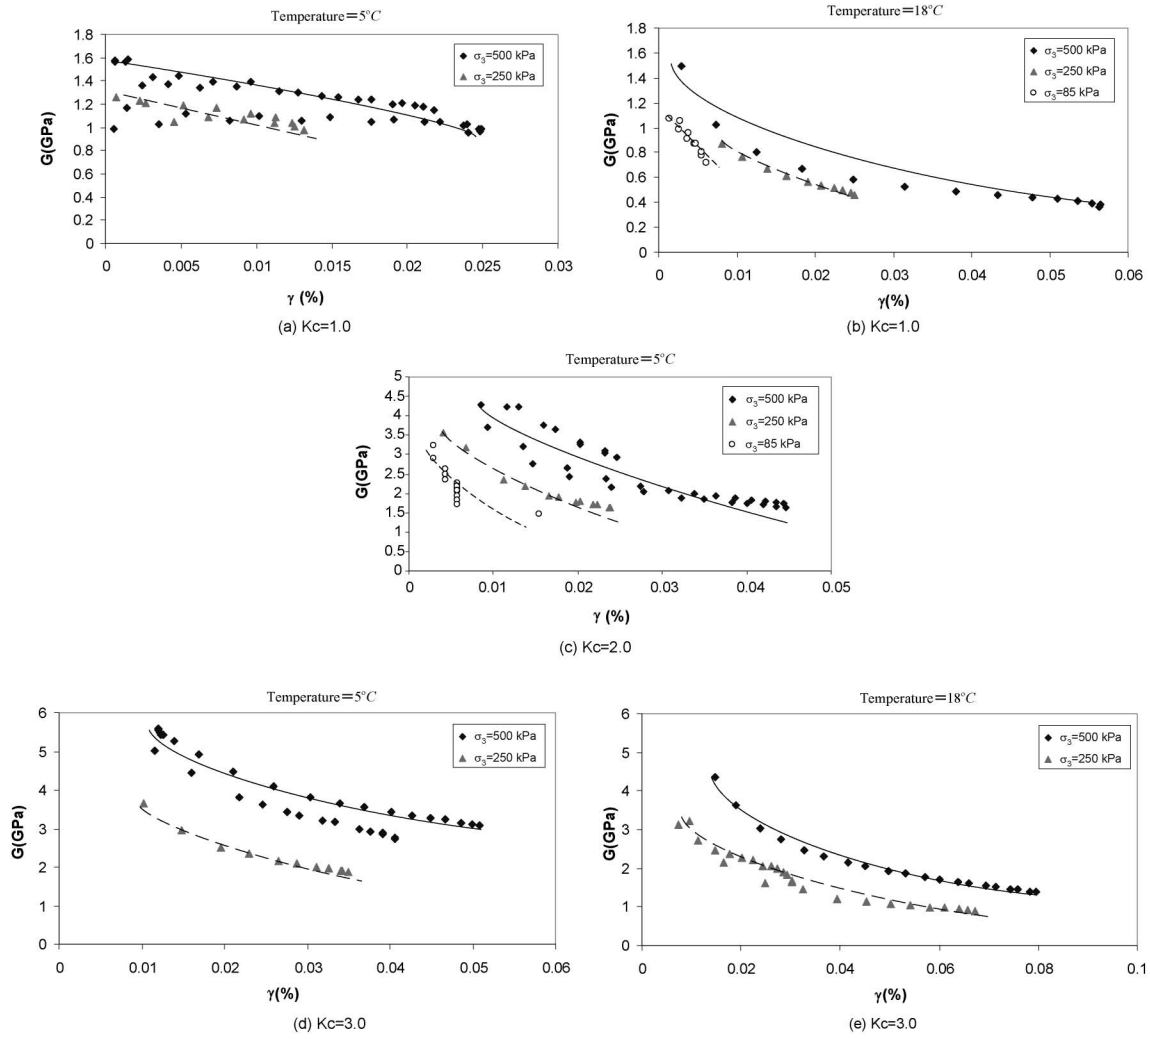 Temperature=5°C
1.8
1.6
1.4
1.2
1
0.8
0.6
0.4
0.2
0
G(GPa)
σ3=500 kPa
σ3=250 kPa
0 0.005 0.01 0.015 0.02 0.025 0.03
γ (%)
(a) Kc=1.0
Temperature=18°C
1.8
1.6
1.4
1.2
1
0.8
0.6
0.4
0.2
0
G(GPa)
σ3=500 kPa
σ3=250 kPa
σ3=85 kPa
0 0.01 0.02 0.03 0.04 0.05 0.06
γ(%)
(b) Kc=1.0
Temperature=5°C
5
4.5
4
3.5
3
2.5
2
1.5
1
0.5
0
G(GPa)
σ3=500 kPa
σ3=250 kPa
σ3=85 kPa
0 0.01 0.02 0.03 0.04 0.05
γ (%)
(c) Kc=2.0
Temperature=5°C
6
5
4
3
2
1
0
G(GPa)
σ3=500 kPa
σ3=250 kPa
0 0.01 0.02 0.03 0.04 0.05 0.06
γ(%)
(d) Kc=3.0
Temperature=18°C
6
5
4
3
2
1
0
G(GPa)
σ3=500 kPa
σ3=250 kPa
0 0.02 0.04 0.06 0.08 0.1
γ(%)
(e) Kc=3.0